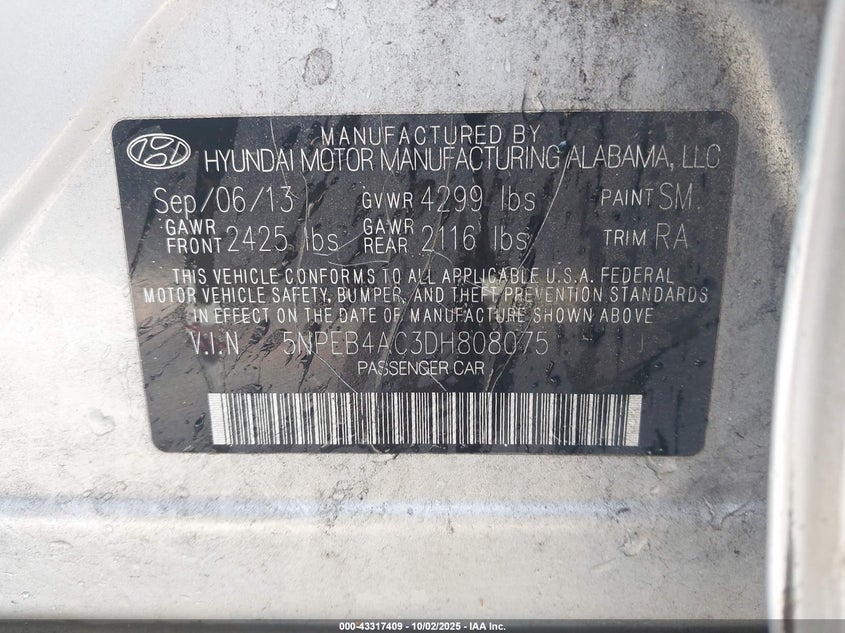 MANUFACTURED BY
HYUNDAI MOTOR MANUFACTURING ALABAMA, LLC
Sep/06/13 GVWR 4299 lbs PAINT SM
GAWR FRONT 2425 lbs GAWR REAR 2116 lbs TRIM RA
THIS VEHICLE CONFORMS TO ALL APPLICABLE U.S.A. FEDERAL
MOTOR VEHICLE SAFETY, BUMPER, AND THEFT PREVENTION STANDARDS
IN EFFECT ON THE DATE OF MANUFACTURE SHOWN ABOVE
V.I.N 5NPEB4AC3DH808075
PASSENGER CAR
000-43317409 - 10/02/2025 - IAA Inc.